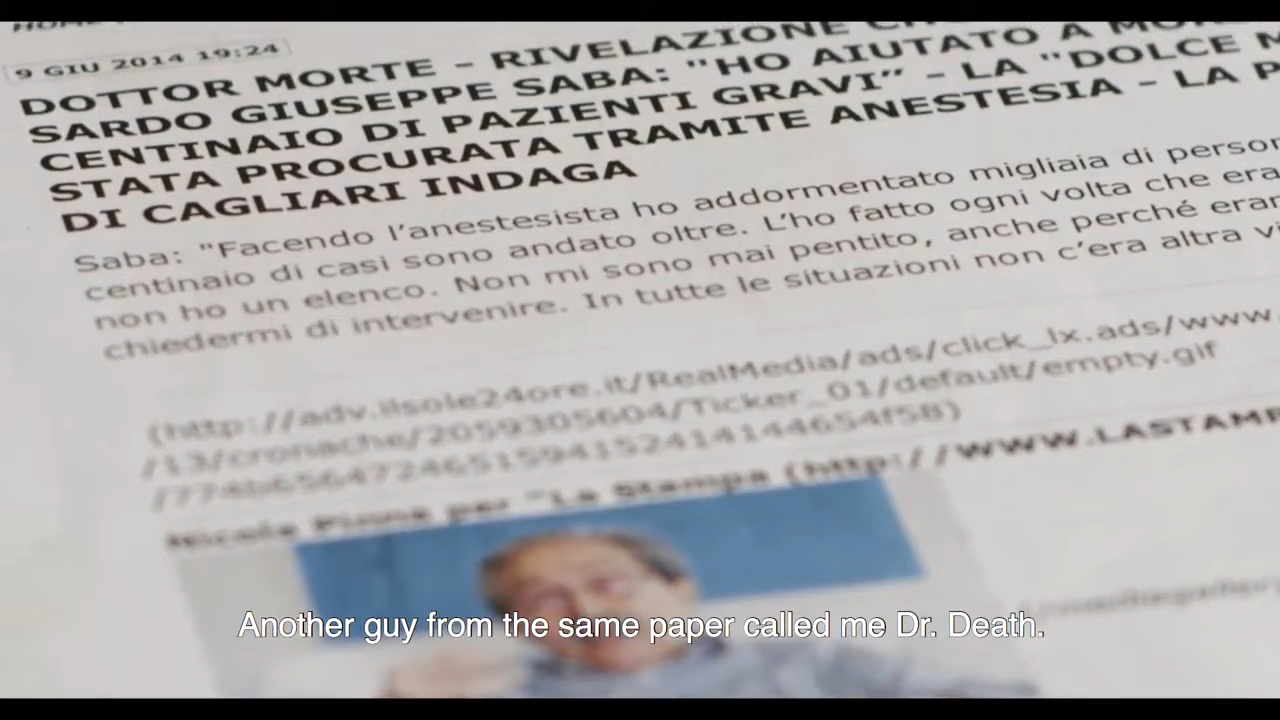 9 GIU 2014 19:24
DOTTOR MORTE – RIVELAZIONE
SARDO GIUSEPPE SABA: "HO AIUTATO A
CENTINAIO DI PAZIENTI GRAVI" – LA "DOLCE
STATA PROCURATA TRAMITE ANESTESIA – LA
DI CAGLIARI INDAGA
Saba: "Facendo l'anestesista ho addormentato migliaia di
centinaio di casi sono andato oltre. L'ho fatto ogni volta che
non ho un elenco. Non mi sono mai pentito, anche perché
chiedermi di intervenire. In tutte le situazioni non c'era altra
(http://adv.ilsole24ore.it/RealMedia/ads/click_lx.ads/www.
/13/cronache/2059305604/Ticker_01/default/empty.gif
per "La Stampa (http://WWW.LASTAMP
Another guy from the same paper called me Dr. Death.